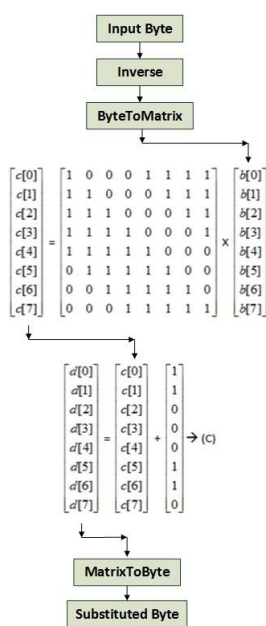 Input Byte
Inverse
ByteToMatrix
c[0] 1 0 0 0 1 1 1 1 b[0]
c[1] 1 1 0 0 0 1 1 1 b[1]
c[2] 1 1 1 0 0 0 1 1 b[2]
c[3] = 1 1 1 1 0 0 0 1 x b[3]
c[4] 1 1 1 1 1 0 0 0 b[4]
c[5] 0 1 1 1 1 1 0 0 b[5]
c[6] 0 0 1 1 1 1 1 0 b[6]
c[7] 0 0 0 1 1 1 1 1 b[7]
d[0] c[0] 1
d[1] c[1] 1
d[2] c[2] 0
d[3] = c[3] + 0 → (C)
d[4] c[4] 0
d[5] c[5] 1
d[6] c[6] 1
d[7] c[7] 0
MatrixToByte
Substituted Byte